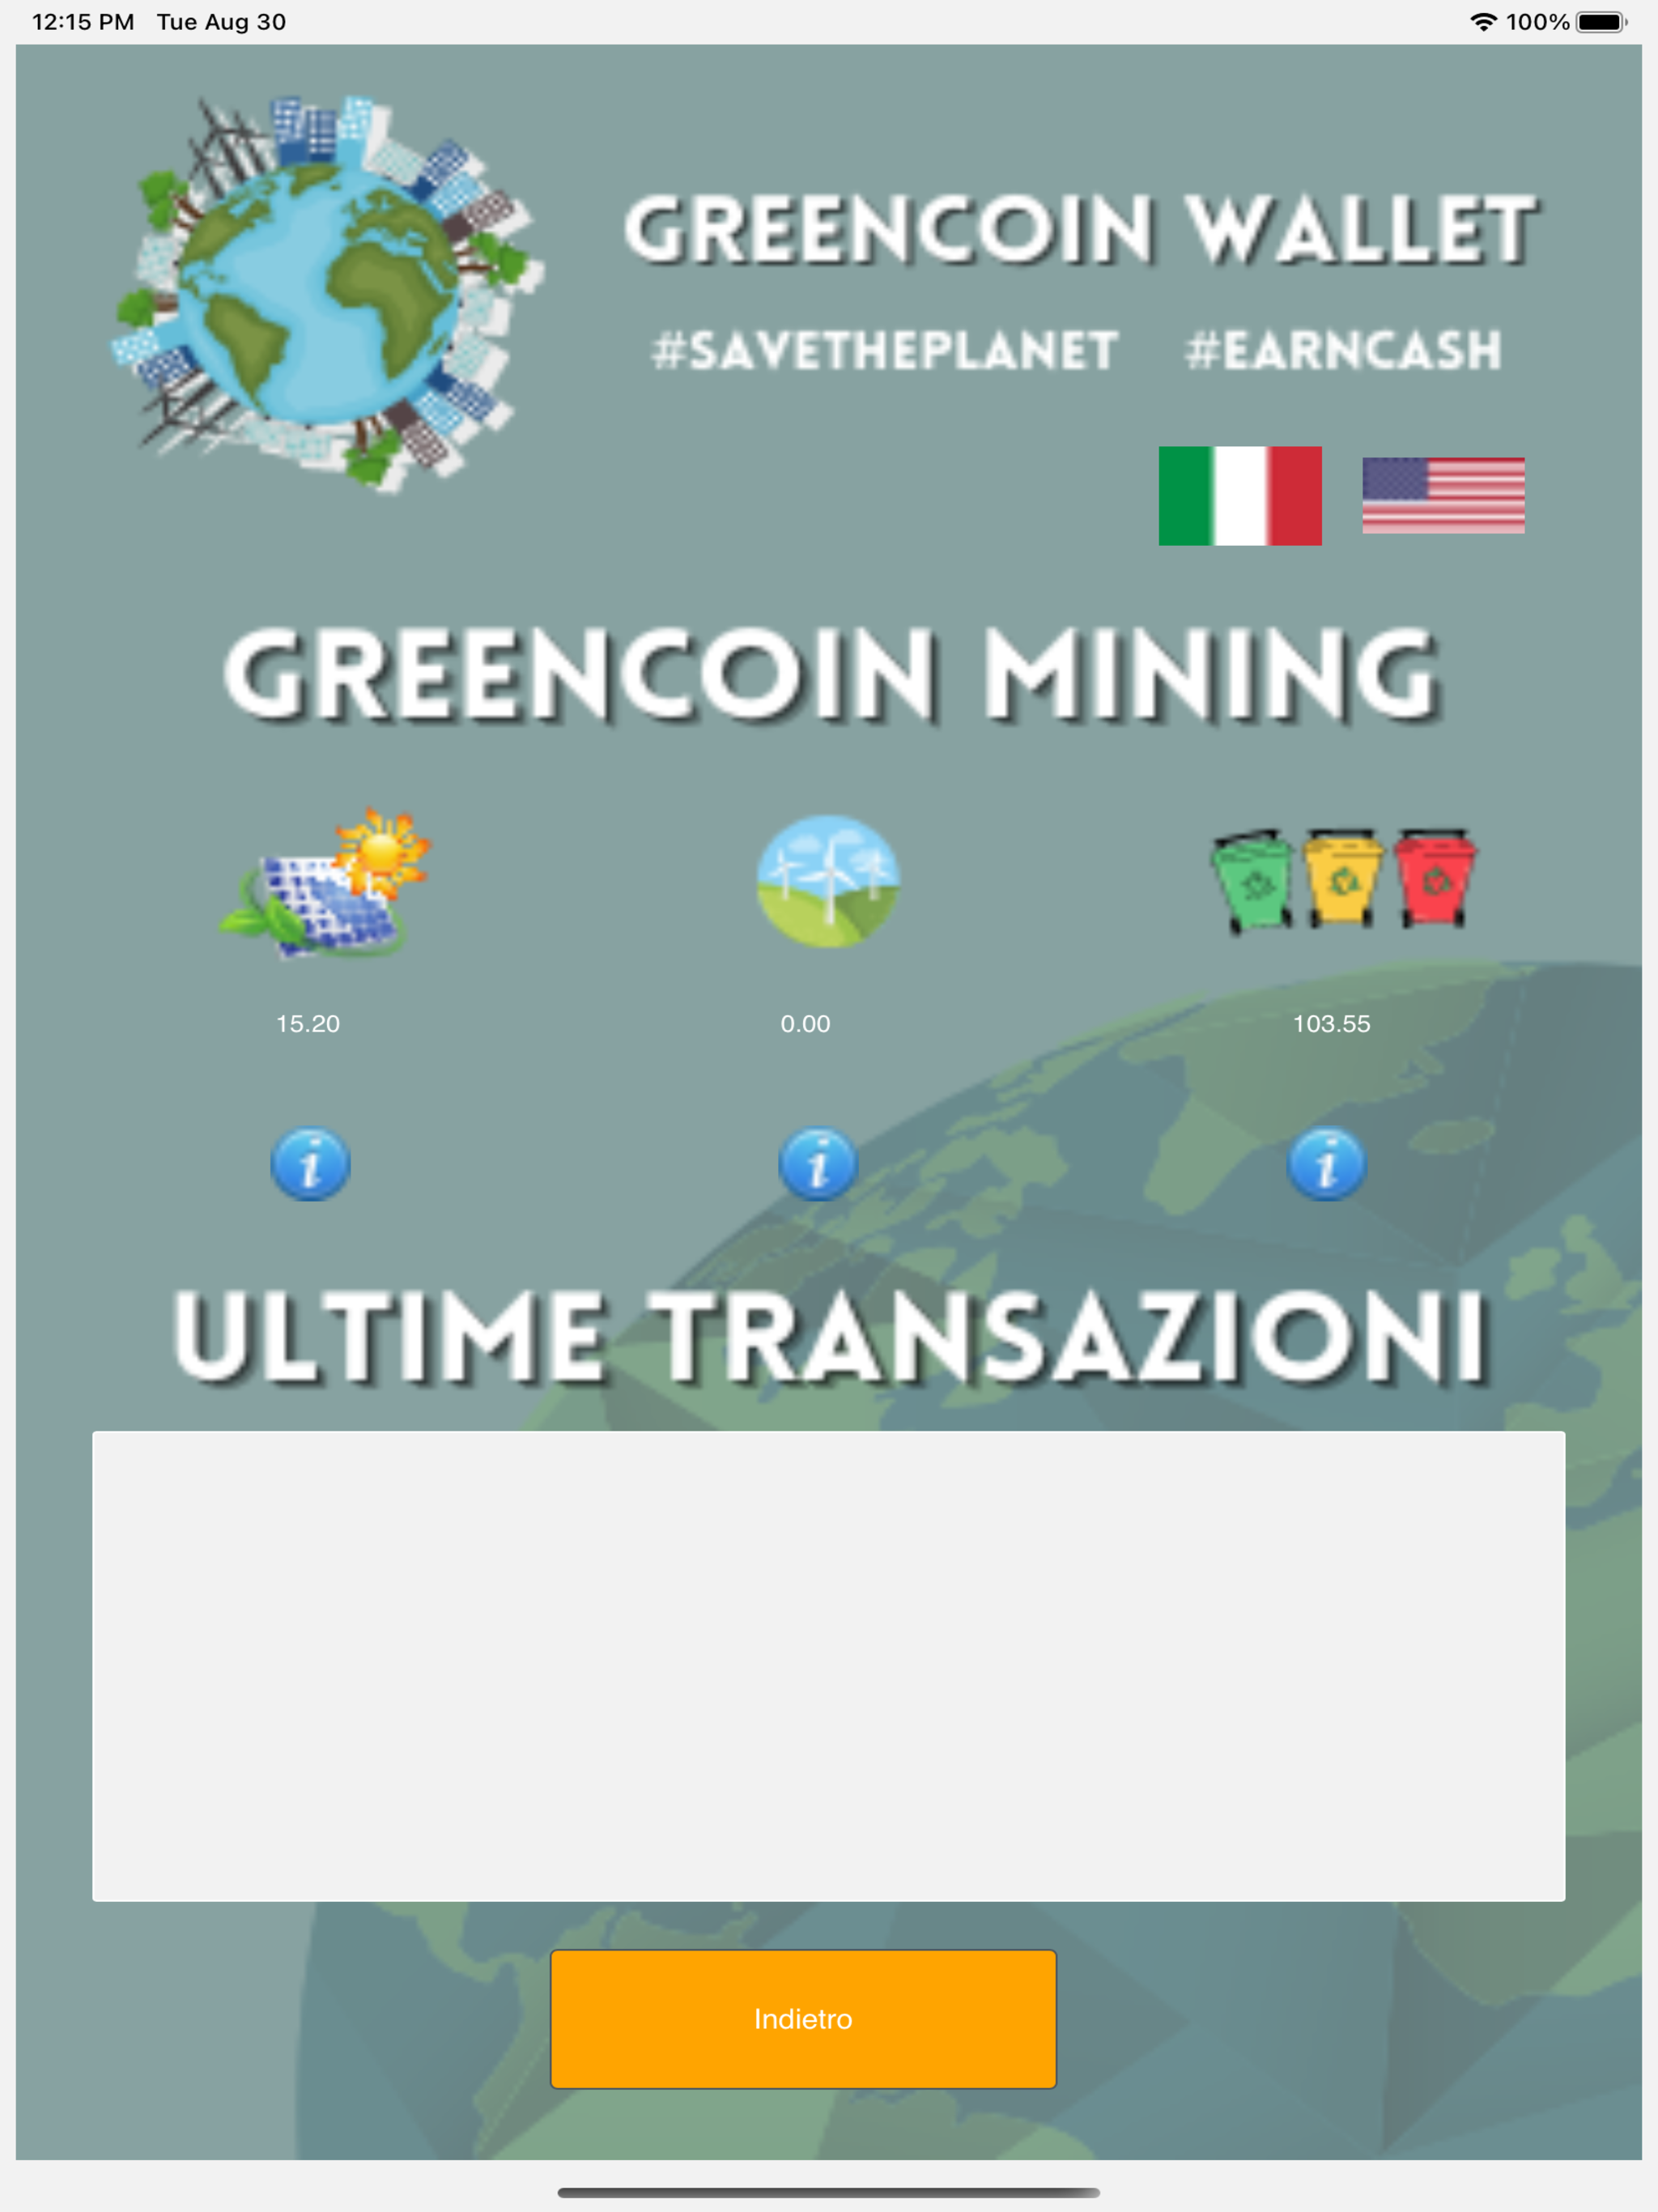 12:15 PM Tue Aug 30 100%
GREENCOIN WALLET
#SAVETHEPLANET #EARNCASH
GREENCOIN MINING
15.20 0.00 103.55
i i i
ULTIME TRANSAZIONI
Indietro